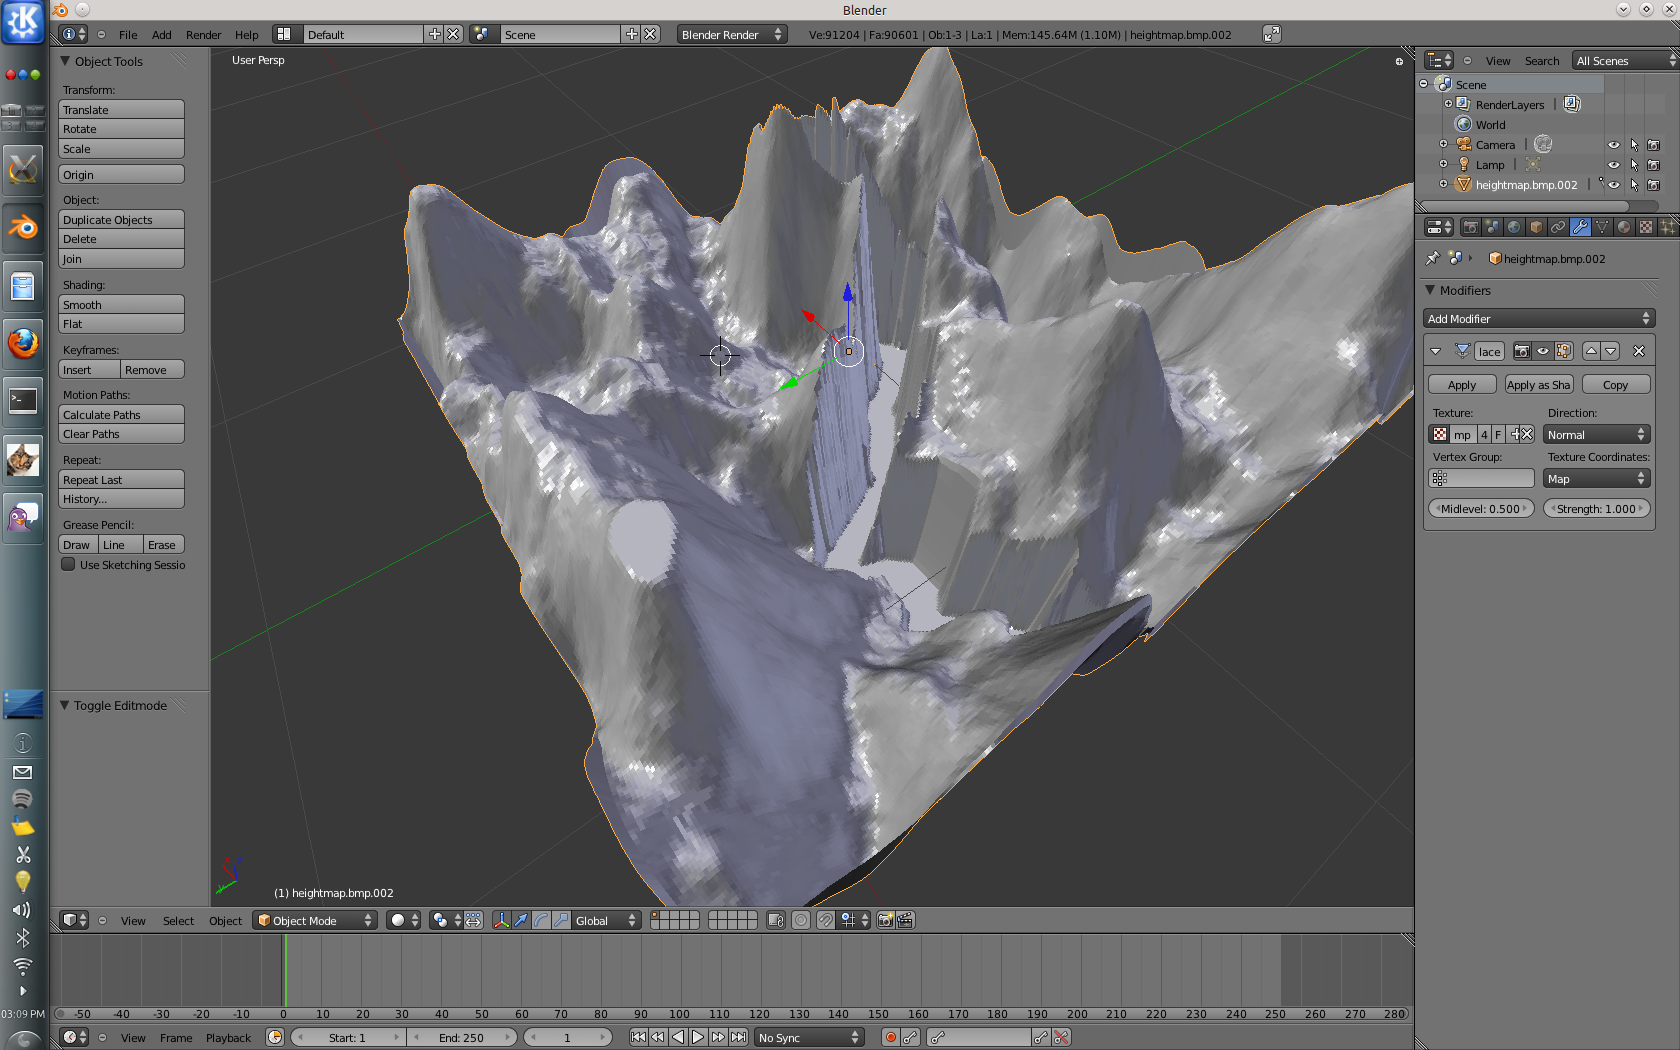 Blender
File Add Render Help Default Scene Blender Render Ve:91204 | Fa:90601 | Ob:1-3 | La:1 | Mem:145.64M (1.10M) | heightmap.bmp.002
Object Tools
Transform:
Translate
Rotate
Scale
Origin
Object:
Duplicate Objects
Delete
Join
Shading:
Smooth
Flat
Keyframes:
Insert Remove
Motion Paths:
Calculate Paths
Clear Paths
Repeat:
Repeat Last
History...
Grease Pencil:
Draw Line Erase
Use Sketching Sessio
Toggle Editmode
User Persp
(1) heightmap.bmp.002
View Search All Scenes
Scene
RenderLayers |
World
Camera |
Lamp |
heightmap.bmp.002 |
heightmap.bmp.002
Modifiers
Add Modifier
lace
Apply Apply as Sha Copy
Texture: Direction:
mp 4 F Normal
Vertex Group: Texture Coordinates:
Map
Midlevel: 0.500 Strength: 1.000
View Select Object Object Mode Global
-50 -40 -30 -20 -10 0 10 20 30 40 50 60 70 80 90 100 110 120 130 140 150 160 170 180 190 200 210 220 230 240 250 260 270 280
View Frame Playback Start: 1 End: 250 1 No Sync
03:09 PM